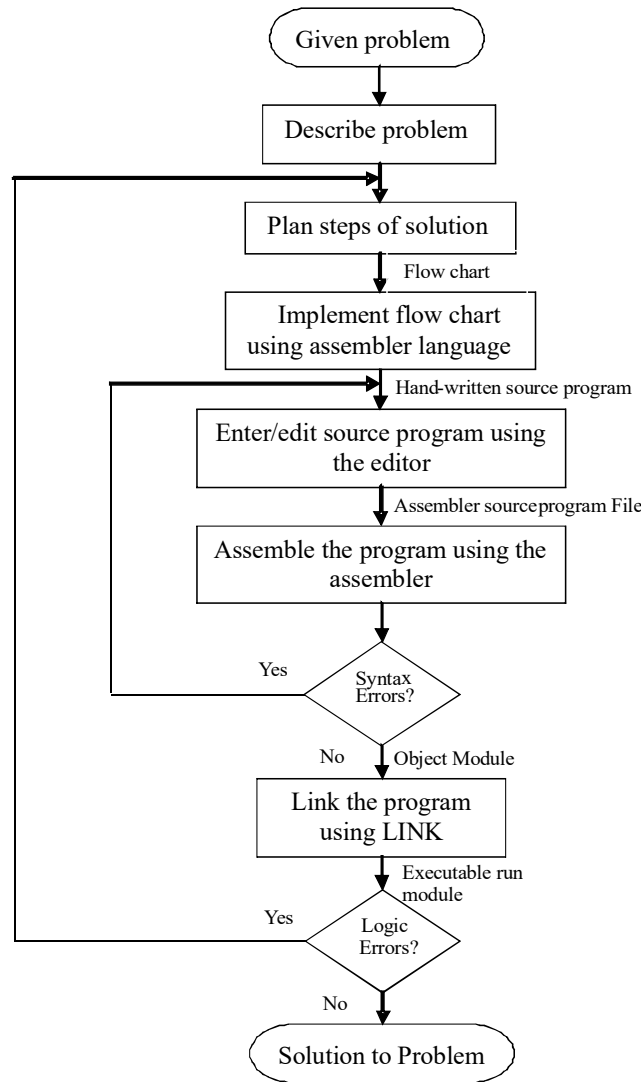 Given problem
Describe problem
Plan steps of solution
Flow chart
Implement flow chart
using assembler language
Hand-written source program
Enter/edit source program using
the editor
Assembler sourceprogram File
Assemble the program using the
assembler
Yes
Syntax
Errors?
No
Object Module
Link the program
using LINK
Executable run
module
Yes
Logic
Errors?
No
Solution to Problem